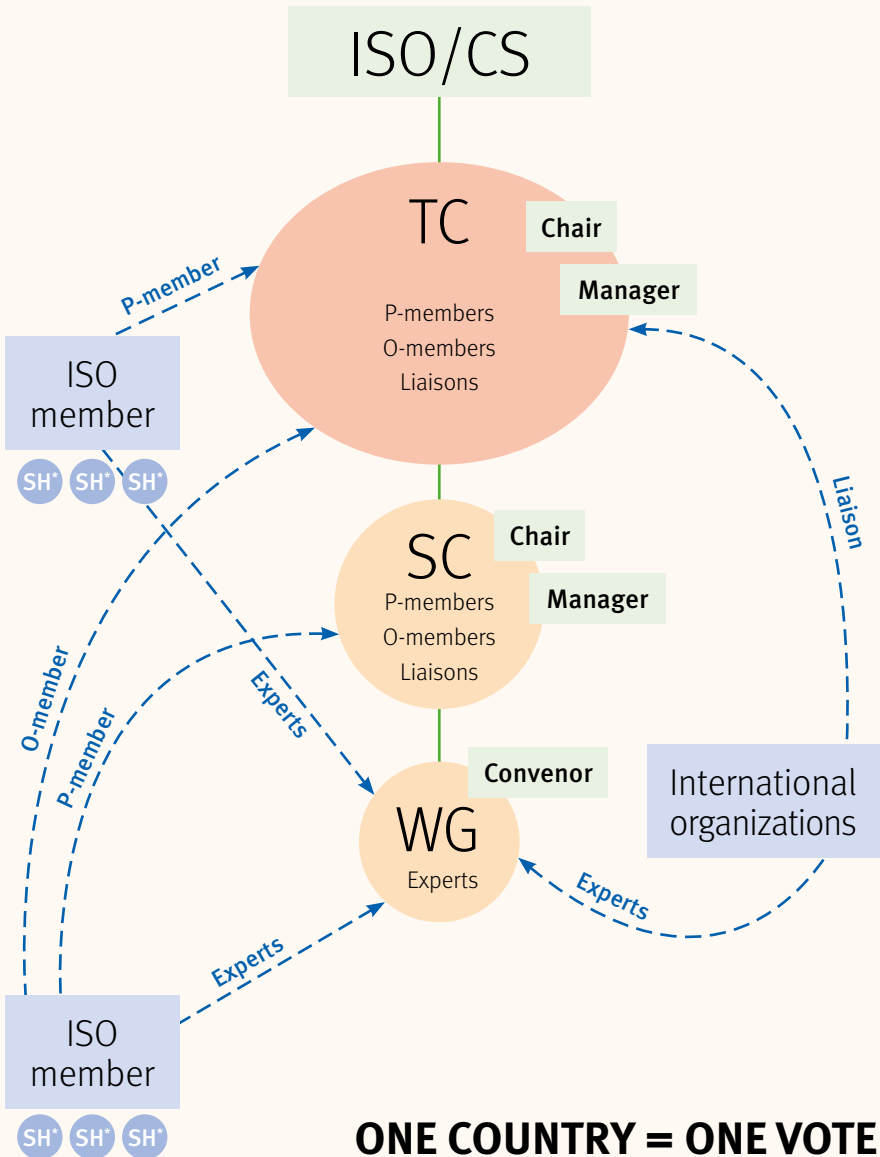 ISO/CS
TC
Chair
Manager
P-members
O-members
Liaisons
P-member
ISO
member
SH* SH* SH*
Liaison
SC
Chair
Manager
P-members
O-members
Liaisons
O-member
P-member
Experts
Convenor
WG
Experts
International
organizations
Experts
Experts
ISO
member
SH* SH* SH*
ONE COUNTRY = ONE VOTE